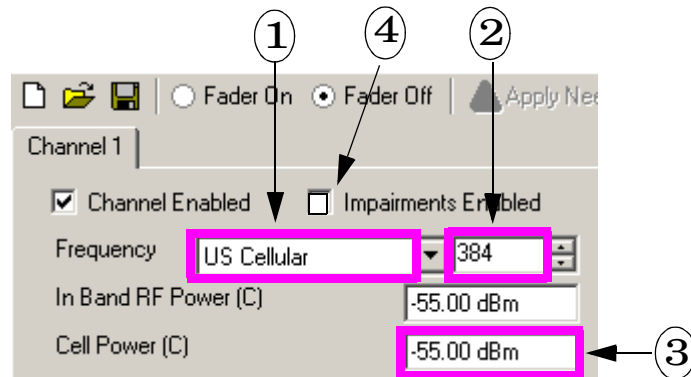 1 4 2
Fader On Fader Off Apply
Channel 1
Channel Enabled Impairments Enabled
Frequency US Cellular 384
In Band RF Power (C) -55.00 dBm
Cell Power (C) -55.00 dBm 3